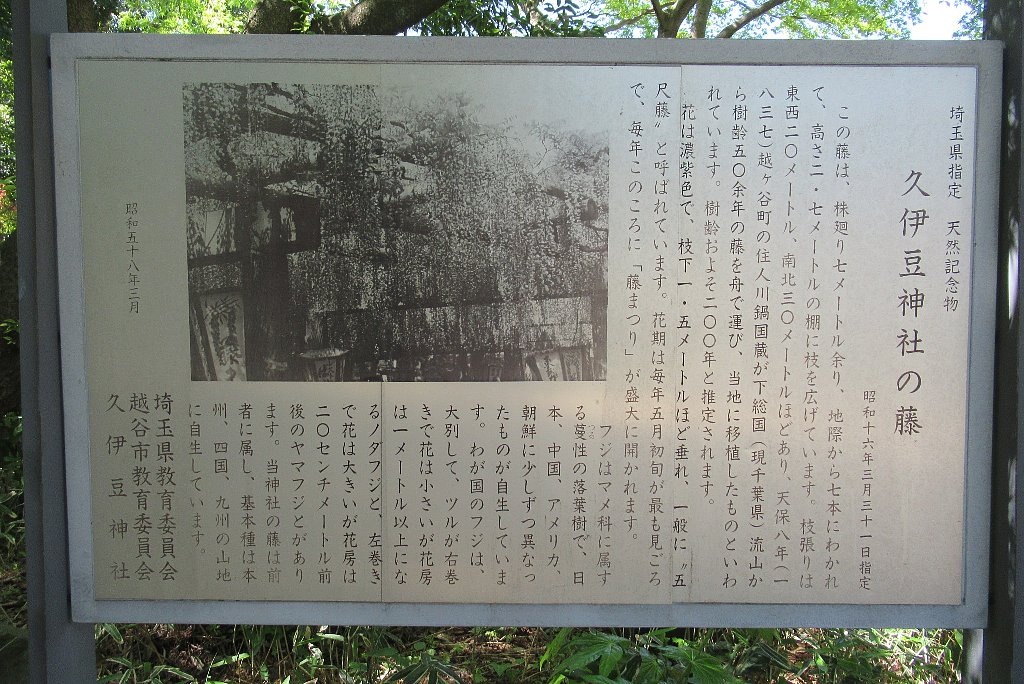 埼玉県指定　天然記念物
久伊豆神社の藤
昭和十六年三月三十一日指定
この藤は、株廻り七メートル余り、地際から七本にわかれ
て、高さ二・七メートルの棚に枝を広げています。枝張りは
東西二〇メートル、南北三〇メートルほどあり、天保八年（一
八三七）越ヶ谷町の住人川鍋国蔵が下総国（現千葉県）流山か
ら樹齢五〇余年の藤を舟で運び、当地に移植したものといわ
れています。樹齢およそ二〇〇年と推定されます。
花は濃紫色で、枝下一・五メートルほど垂れ、一般に〝五
尺藤〟と呼ばれています。花期は毎年五月初旬が最も見ごろ
で、毎年このころに「藤まつり」が盛大に開かれます。
フジはマメ科に属す
る蔓性の落葉樹で、日
本、中国、アメリカ、
朝鮮に少しずつ異なっ
たものが自生していま
す。わが国のフジは、
大別して、ツルが右巻
きで花は小さいが花房
は一メートル以上にな
るノダフジと、左巻き
で花は大きいが花房は
二〇センチメートル前
後のヤマフジとがあり
ます。当神社の藤は前
者に属し、基本種は本
州、四国、九州の山地
に自生しています。
昭和五十八年三月
埼玉県教育委員会
越谷市教育委員会
久伊豆神社